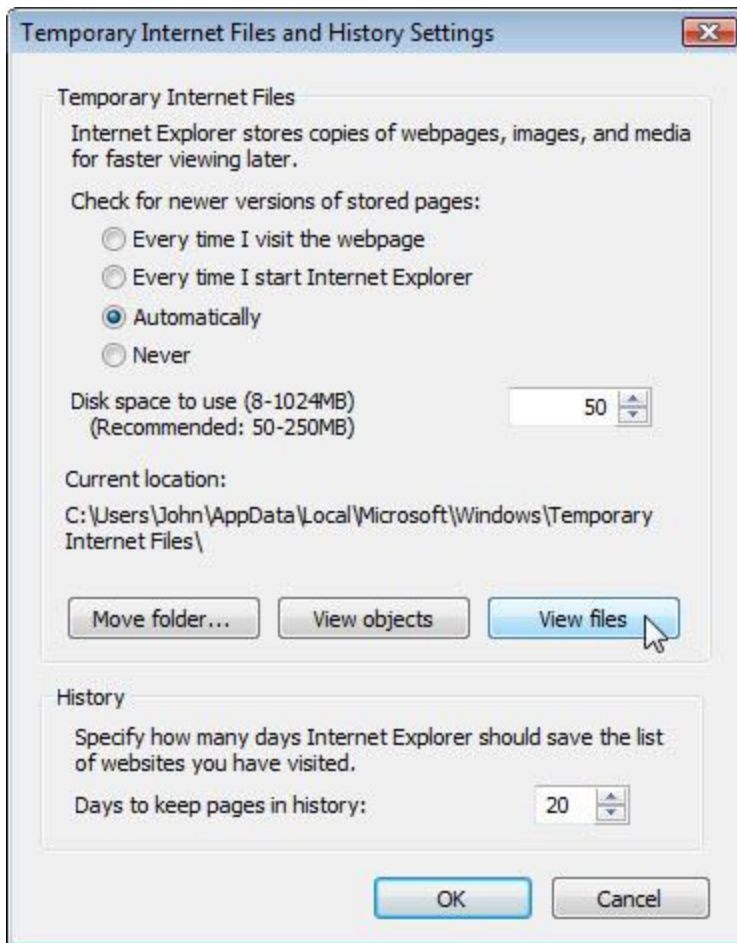 Temporary Internet Files and History Settings
Temporary Internet Files
Internet Explorer stores copies of webpages, images, and media
for faster viewing later.
Check for newer versions of stored pages:
Every time I visit the webpage
Every time I start Internet Explorer
Automatically
Never
Disk space to use (8-1024MB)
(Recommended: 50-250MB)
50
Current location:
C:\Users\John\AppData\Local\Microsoft\Windows\Temporary
Internet Files\
Move folder... View objects View files
History
Specify how many days Internet Explorer should save the list
of websites you have visited.
Days to keep pages in history: 20
OK Cancel